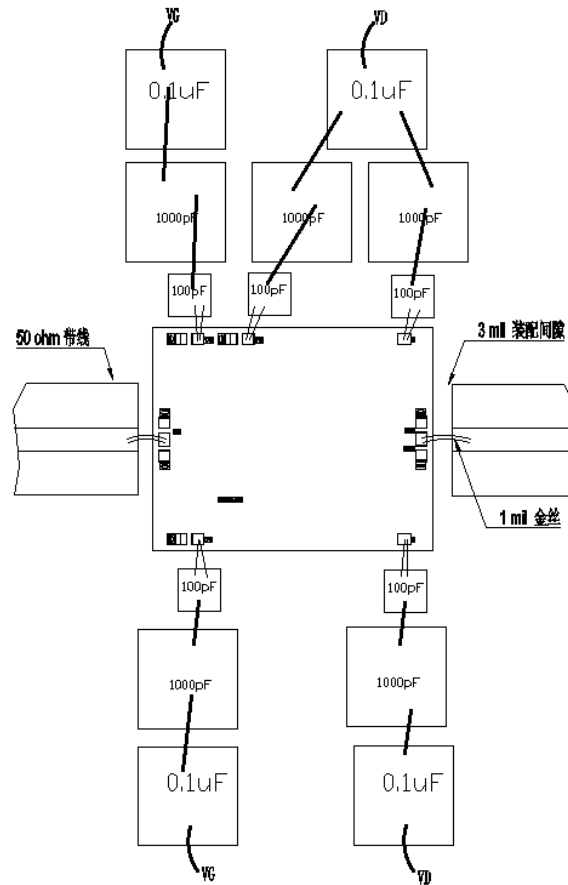 VG
VD
0.1uF
0.1uF
1000pF
1000pF
1000pF
100pF
100pF
100pF
50 ohm 带线
3 mil 装配间隙
1 mil 金丝
100pF
100pF
1000pF
1000pF
0.1uF
0.1uF
VG
VD